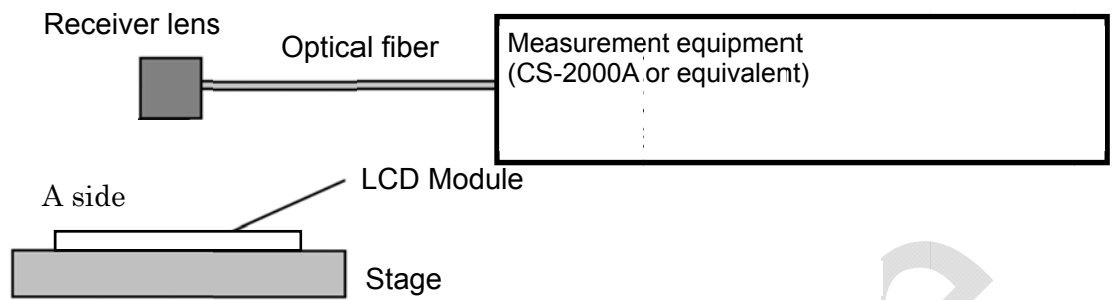 Receiver lens
Optical fiber
Measurement equipment
(CS-2000A or equivalent)
LCD Module
A side
Stage